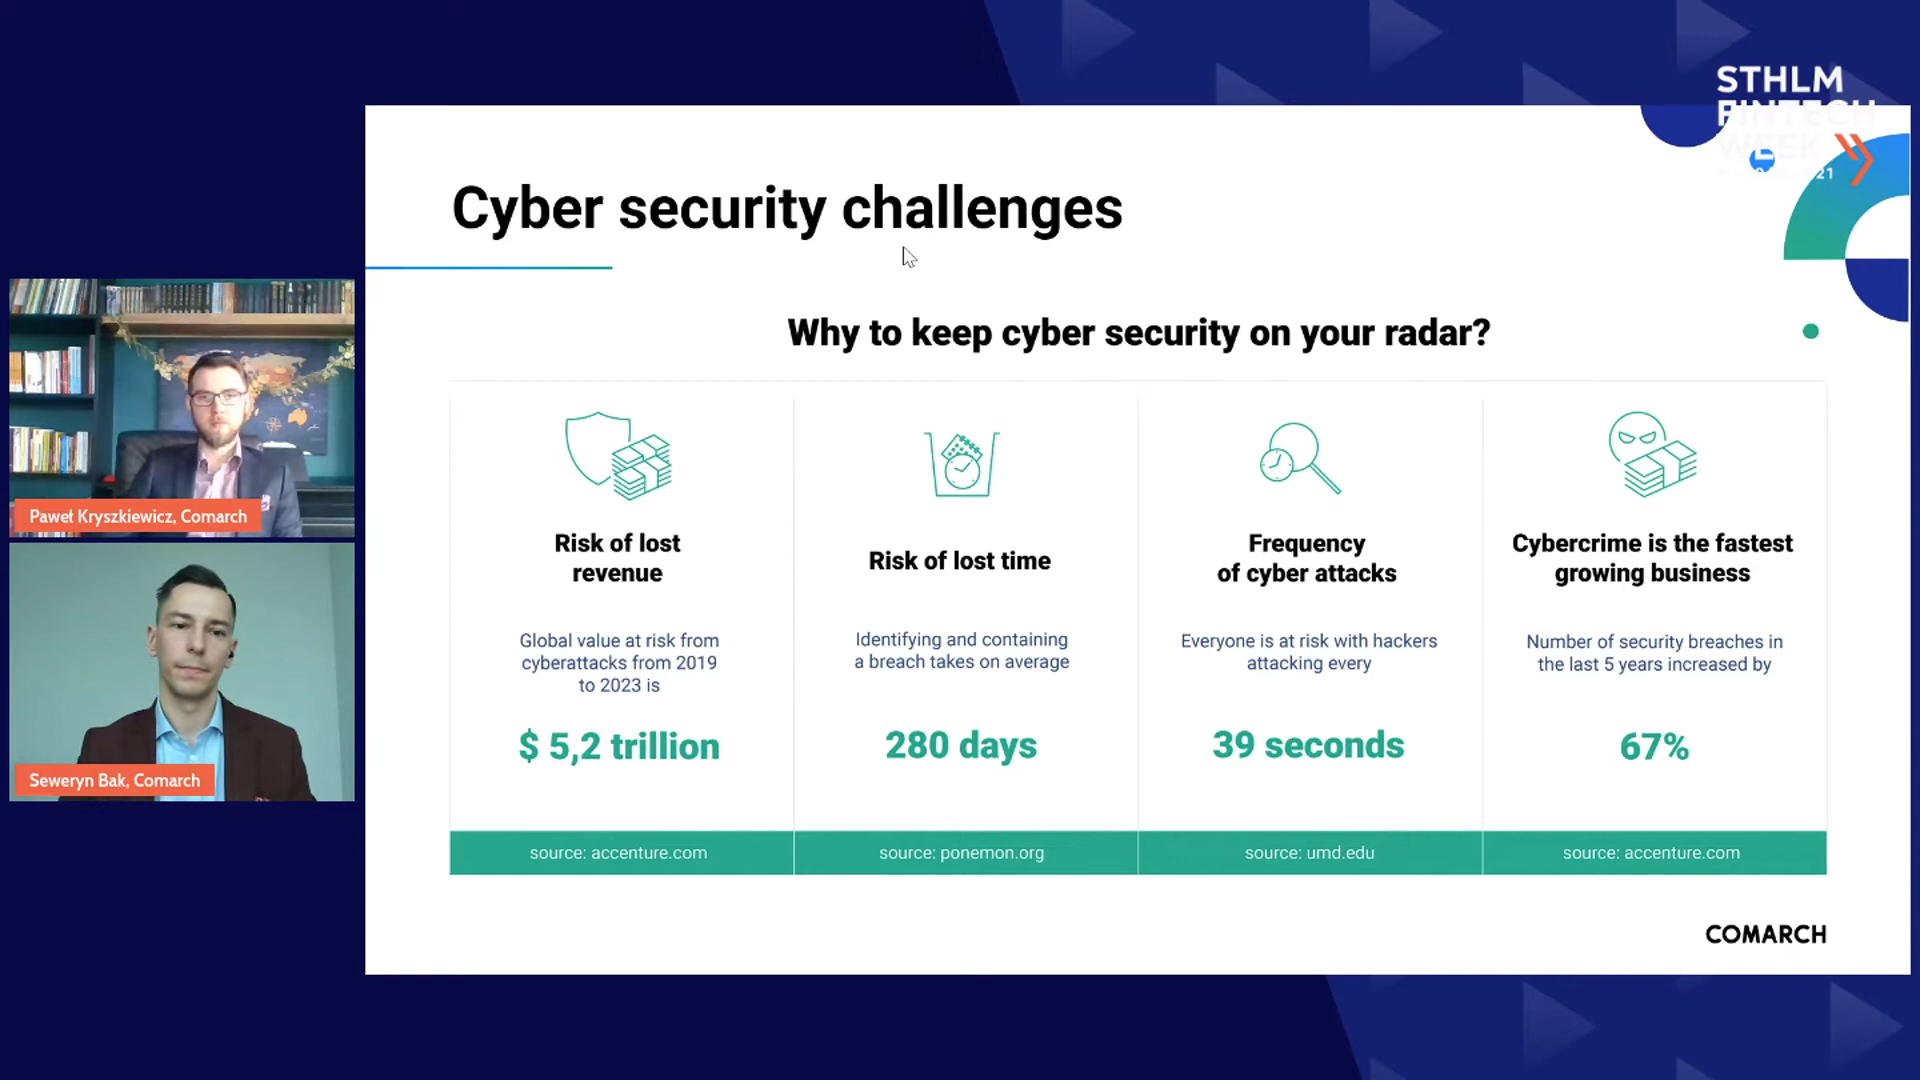 STHLM
FINTECH
WEEK
21
Cyber security challenges
Why to keep cyber security on your radar?
Risk of lost
revenue
Global value at risk from
cyberattacks from 2019
to 2023 is
$ 5,2 trillion
source: accenture.com
Risk of lost time
Identifying and containing
a breach takes on average
280 days
source: ponemon.org
Frequency
of cyber attacks
Everyone is at risk with hackers
attacking every
39 seconds
source: umd.edu
Cybercrime is the fastest
growing business
Number of security breaches in
the last 5 years increased by
67%
source: accenture.com
COMARCH
Paweł Kryszkiewicz, Comarch
Seweryn Bak, Comarch